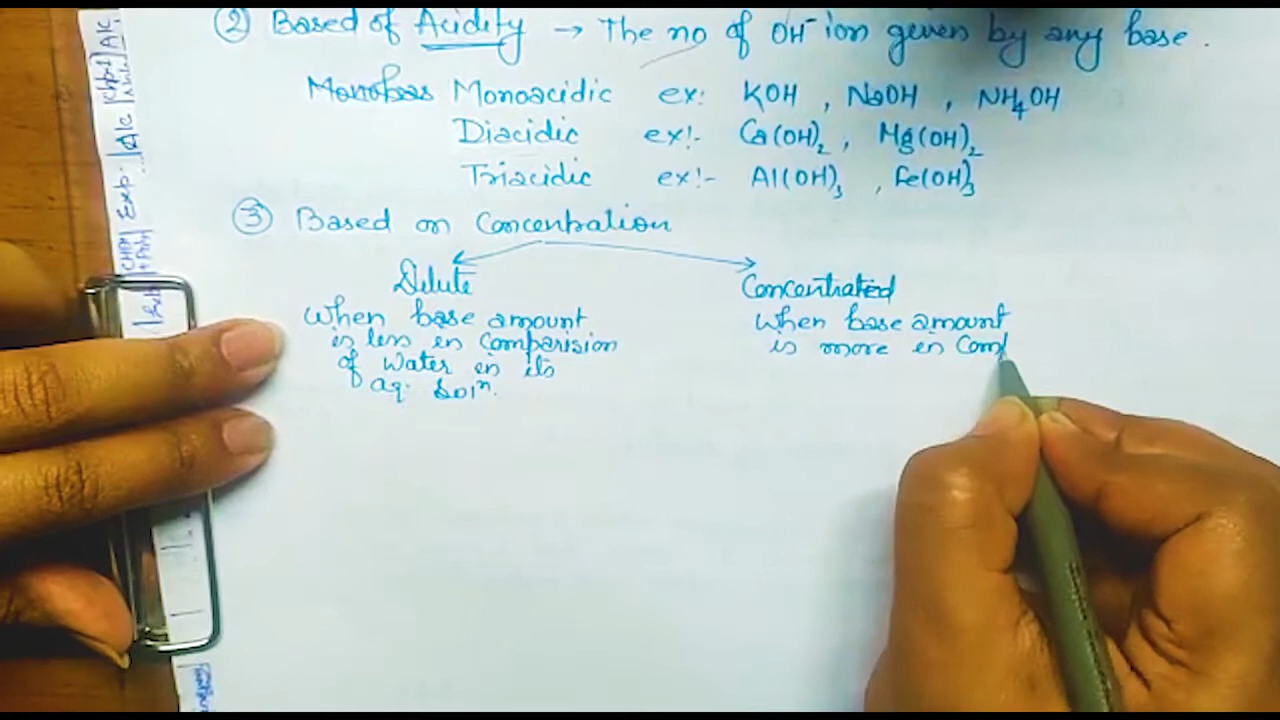 ② Based of Acidity → The no of OH⁻ ion geven by any base.
Monobas Monoacidic ex: KOH, NaOH, NH₄OH
Diacidic ex:- Ca(OH)₂, Mg(OH)₂
Triacidic ex:- Al(OH)₃, Fe(OH)₃
③ Based on Concentration
Dilute
When base amount
is less in Comparision
of Water in its
aq. Solⁿ.
Concentrated
When base amount
is more in Com